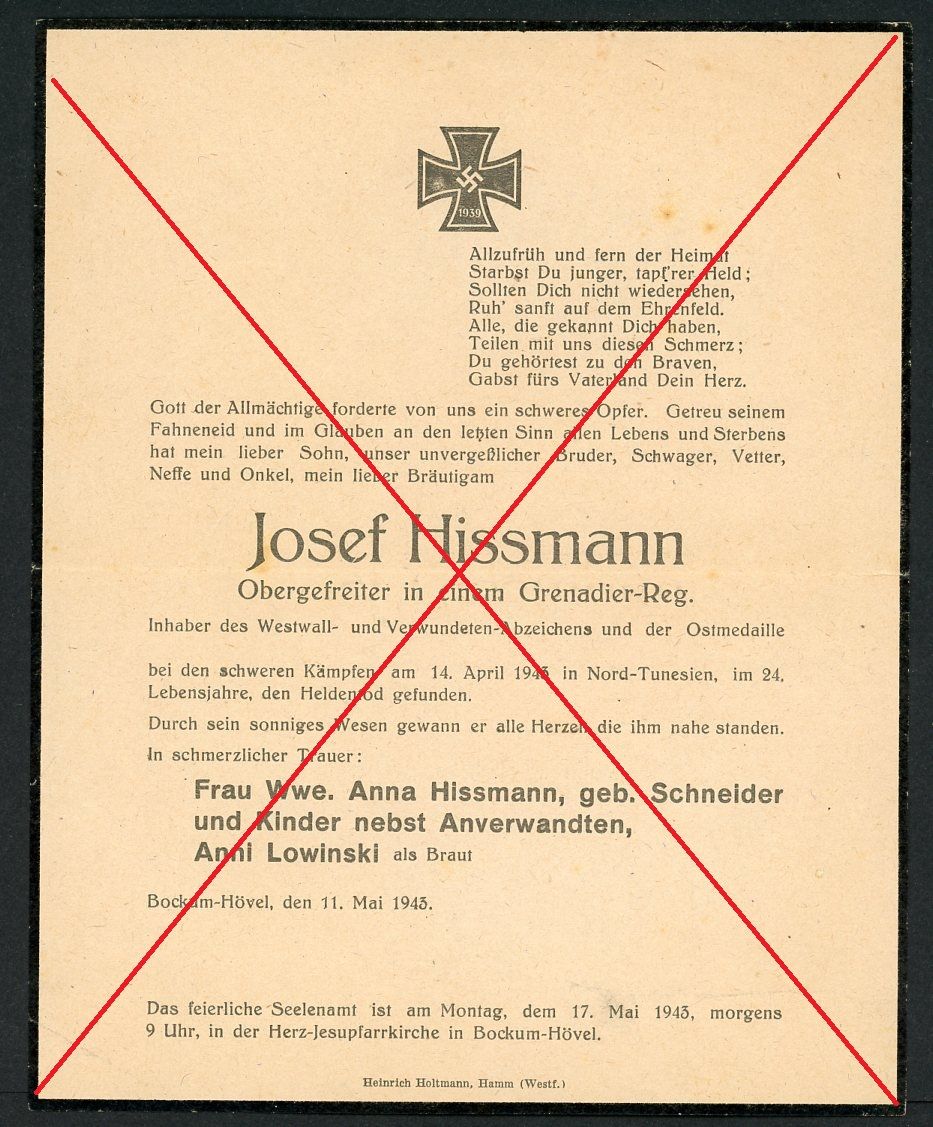 1939
Allzufrüh und fern der Heimat
Starbst Du junger, tapf'rer Held;
Sollten Dich nicht wiedersehen,
Ruh' sanft auf dem Ehrenfeld.
Alle, die gekannt Dich haben,
Teilen mit uns diesen Schmerz;
Du gehörtest zu den Braven,
Gabst fürs Vaterland Dein Herz.
Gott der Allmächtige forderte von uns ein schweres Opfer. Getreu seinem
Fahneneid und im Glauben an den letzten Sinn allen Lebens und Sterbens
hat mein lieber Sohn, unser unvergeßlicher Bruder, Schwager, Vetter,
Neffe und Onkel, mein lieber Bräutigam
Josef Hissmann
Obergefreiter in einem Grenadier-Reg.
Inhaber des Westwall- und Verwundeten-Abzeichens und der Ostmedaille
bei den schweren Kämpfen am 14. April 1943 in Nord-Tunesien, im 24.
Lebensjahre, den Heldentod gefunden.
Durch sein sonniges Wesen gewann er alle Herzen die ihm nahe standen.
In schmerzlicher Trauer:
Frau Wwe. Anna Hissmann, geb. Schneider
und Kinder nebst Anverwandten,
Anni Lowinski als Braut
Bockum-Hövel, den 11. Mai 1943.
Das feierliche Seelenamt ist am Montag, dem 17. Mai 1943, morgens
9 Uhr, in der Herz-Jesupfarrkirche in Bockum-Hövel.
Heinrich Holtmann, Hamm (Westf.)